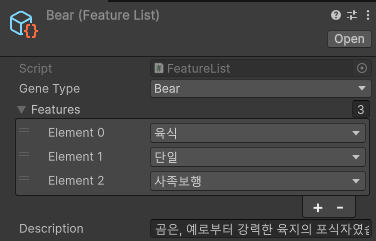 Bear (Feature List)
Open
Script FeatureList
Gene Type Bear
Features 3
Element 0 육식
Element 1 단일
Element 2 사족보행
+ -
Description 곰은, 예로부터 강력한 육지의 포식자였